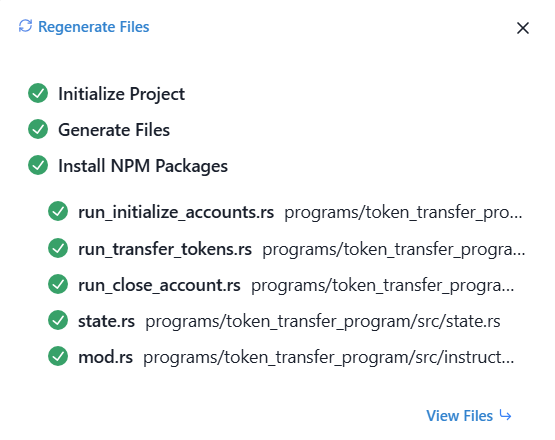 Regenerate Files
Initialize Project
Generate Files
Install NPM Packages
run_initialize_accounts.rs programs/token_transfer_pro...
run_transfer_tokens.rs programs/token_transfer_progra...
run_close_account.rs programs/token_transfer_progra...
state.rs programs/token_transfer_program/src/state.rs
mod.rs programs/token_transfer_program/src/instruct...
View Files